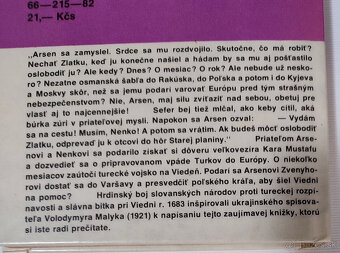 66—215—82
21,— Kčs
"Arsen sa zamyslel. Srdce sa mu rozdvojilo. Skutočne, čo má robiť?
Nechať Zlatku, keď ju konečne našiel a hádam by sa mu aj pošťastilo
oslobodiť ju? Ale kedy? Dnes? O mesiac? O rok? Ale nebude už nesko-
ro? Nezatne osmanská šabľa do Rakúska, do Poľska a potom i do Kyjeva
a Moskvy skôr, než sa jemu podarí varovať Európu pred tým strašným
nebezpečenstvom? Nie, Arsen, maj silu zvíťaziť nad sebou, obetuj pre
vlasť aj to najcennejšie! Sefer bej tiež mlčal, ako keby cítil, aká
búrka zúri v priateľovej mysli. Napokon sa Arsen ozval: — Vydám
sa na cestu! Musím, Nenko! A potom sa vrátim. Ak budeš môcť oslobodiť
Zlatku, odprevaď ju k otcovi do hôr Starej planiny." Priateľom Arse-
novi a Nenkovi sa podarilo získať si dôveru veľkovezíra Kara Mustafu
a dozvedieť sa o pripravovanom vpáde Turkov do Európy. O niekoľko
mesiacov zaútočí turecké vojsko na Viedeň. Podarí sa Arsenovi Zvenyho-
rovi dostať sa do Varšavy a presvedčiť poľského kráľa, aby šiel Viedni
na pomoc? Hrdinský boj slovanských národov proti tureckej rozpí-
navosti a slávna bitka pri Viedni r. 1683 inšpirovali ukrajinského spiso-
vateľa Volodymyra Malyka (1921) k napísaniu tejto zaujímavej knižky, ktorú
si iste radi prečítate.